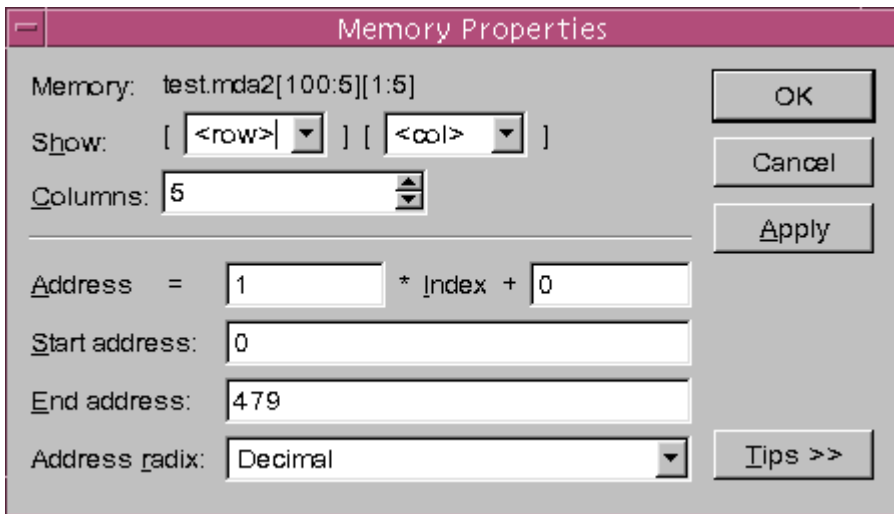 Memory Properties
Memory: test.mda2[100:5][1:5]
OK
Show: [ <row> ] [ <col> ]
Cancel
Columns: 5
Apply
Address = 1 * Index + 0
Start address: 0
End address: 479
Address radix: Decimal
Tips >>